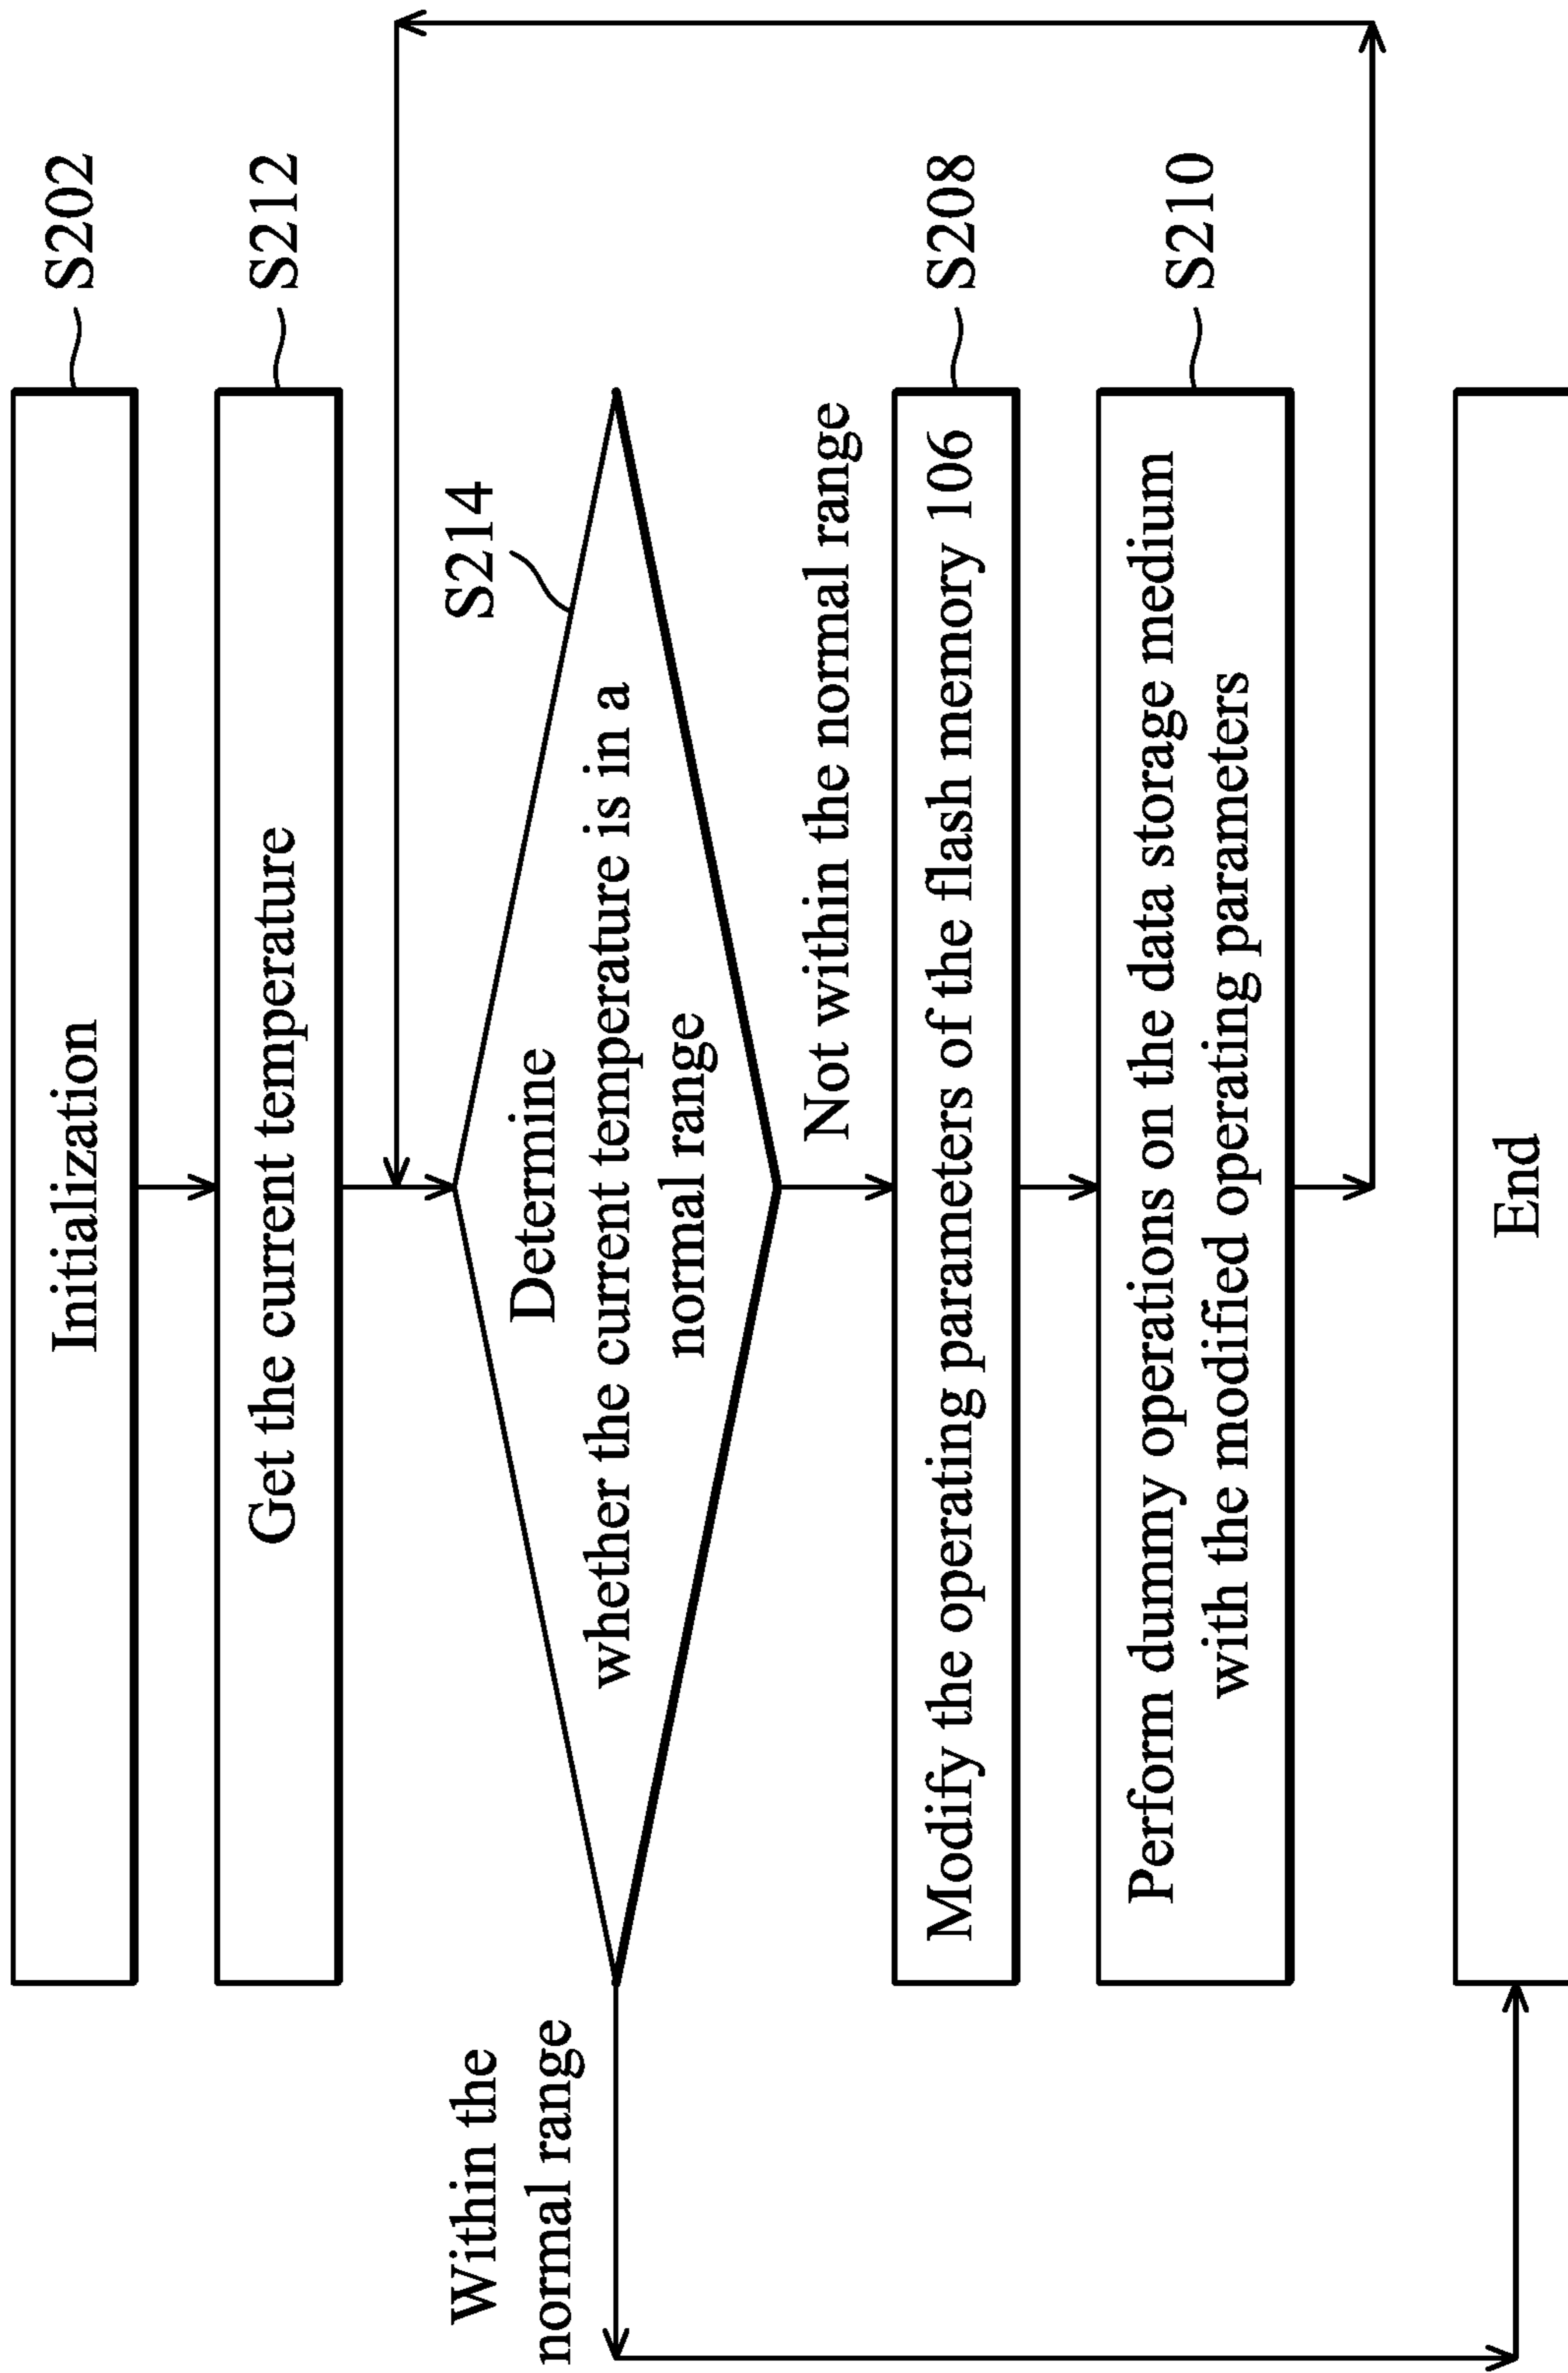 Initialization
S202
Get the current temperature
S212
S214
Determine
whether the current temperature is in a
normal range
Within the
normal range
Not within the normal range
Modify the operating parameters of the flash memory 106
S208
Perform dummy operations on the data storage medium
with the modified operating parameters
S210
End